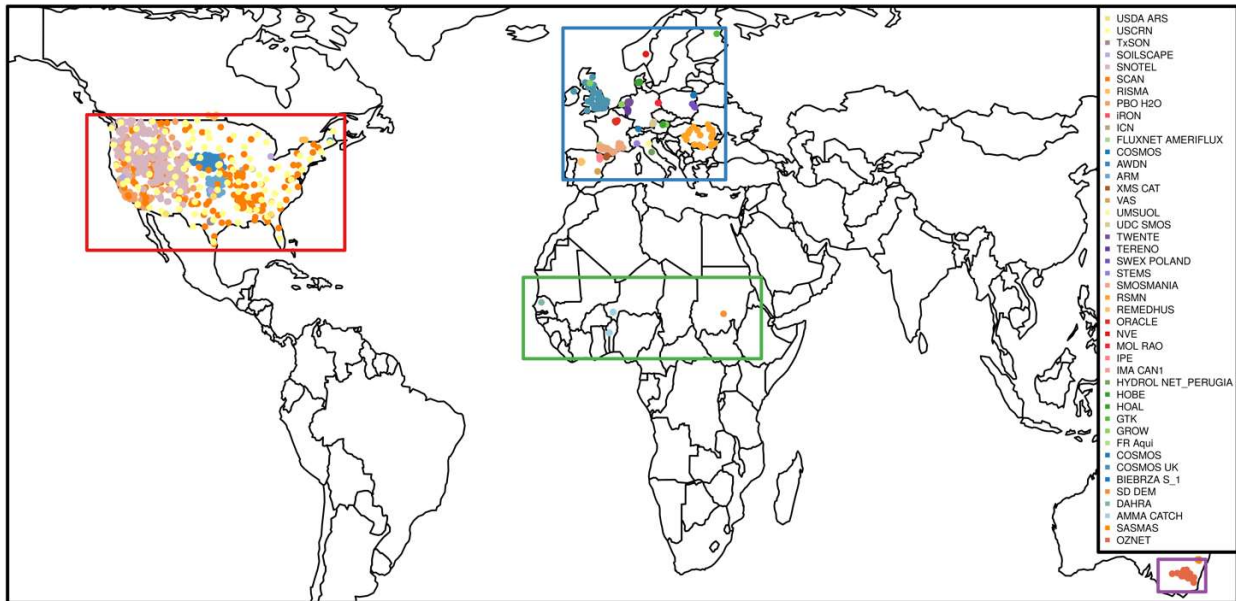 USDA ARS
USCRN
TxSON
SOILSCAPE
SNOTEL
SCAN
RISMA
PBO H2O
iRON
ICN
FLUXNET AMERIFLUX
COSMOS
AWDN
ARM
XMS CAT
VAS
UMSUOL
UDC SMOS
TWENTE
TERENO
SWEX POLAND
STEMS
SMOSMANIA
RSMN
REMEDHUS
ORACLE
NVE
MOL RAO
IPE
IMA CAN1
HYDROL NET_PERUGIA
HOBE
HOAL
GTK
GROW
FR Aqui
COSMOS
COSMOS UK
BIEBRZA S_1
SD DEM
DAHRA
AMMA CATCH
SASMAS
OZNET